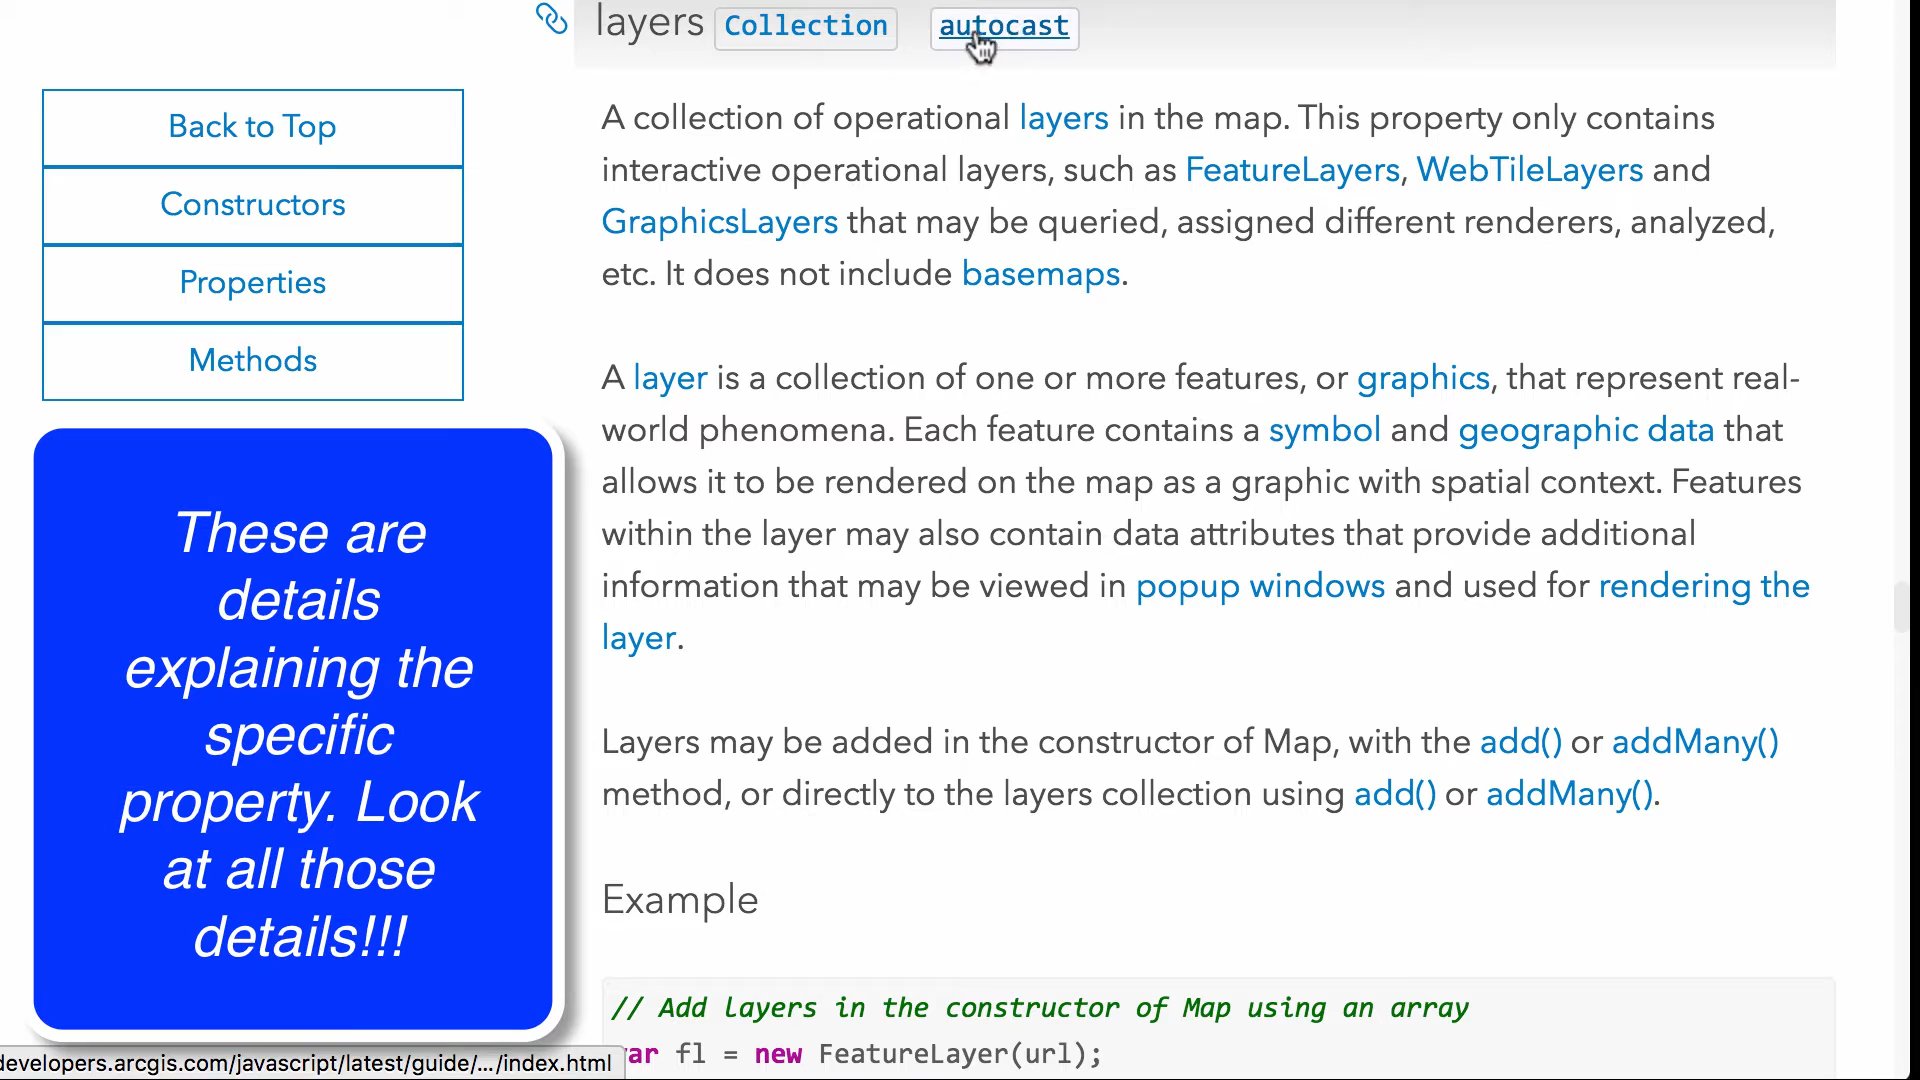 layers Collection autocast
Back to Top
Constructors
Properties
Methods
A collection of operational layers in the map. This property only contains
interactive operational layers, such as FeatureLayers, WebTileLayers and
GraphicsLayers that may be queried, assigned different renderers, analyzed,
etc. It does not include basemaps.
A layer is a collection of one or more features, or graphics, that represent real-
world phenomena. Each feature contains a symbol and geographic data that
allows it to be rendered on the map as a graphic with spatial context. Features
within the layer may also contain data attributes that provide additional
information that may be viewed in popup windows and used for rendering the
layer.
Layers may be added in the constructor of Map, with the add() or addMany()
method, or directly to the layers collection using add() or addMany().
Example
// Add layers in the constructor of Map using an array
var fl = new FeatureLayer(url);
These are
details
explaining the
specific
property. Look
at all those
details!!!
developers.arcgis.com/javascript/latest/guide/.../index.html